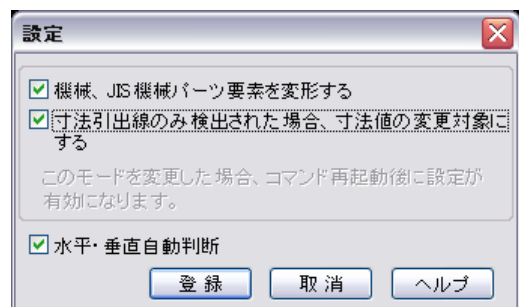 設定
機械、JIS機械パーツ要素を変形する
寸法引出線のみ検出された場合、寸法値の変更対象に
する
このモードを変更した場合、コマンド再起動後に設定が
有効になります。
水平・垂直自動判断
登録 取消 ヘルプ